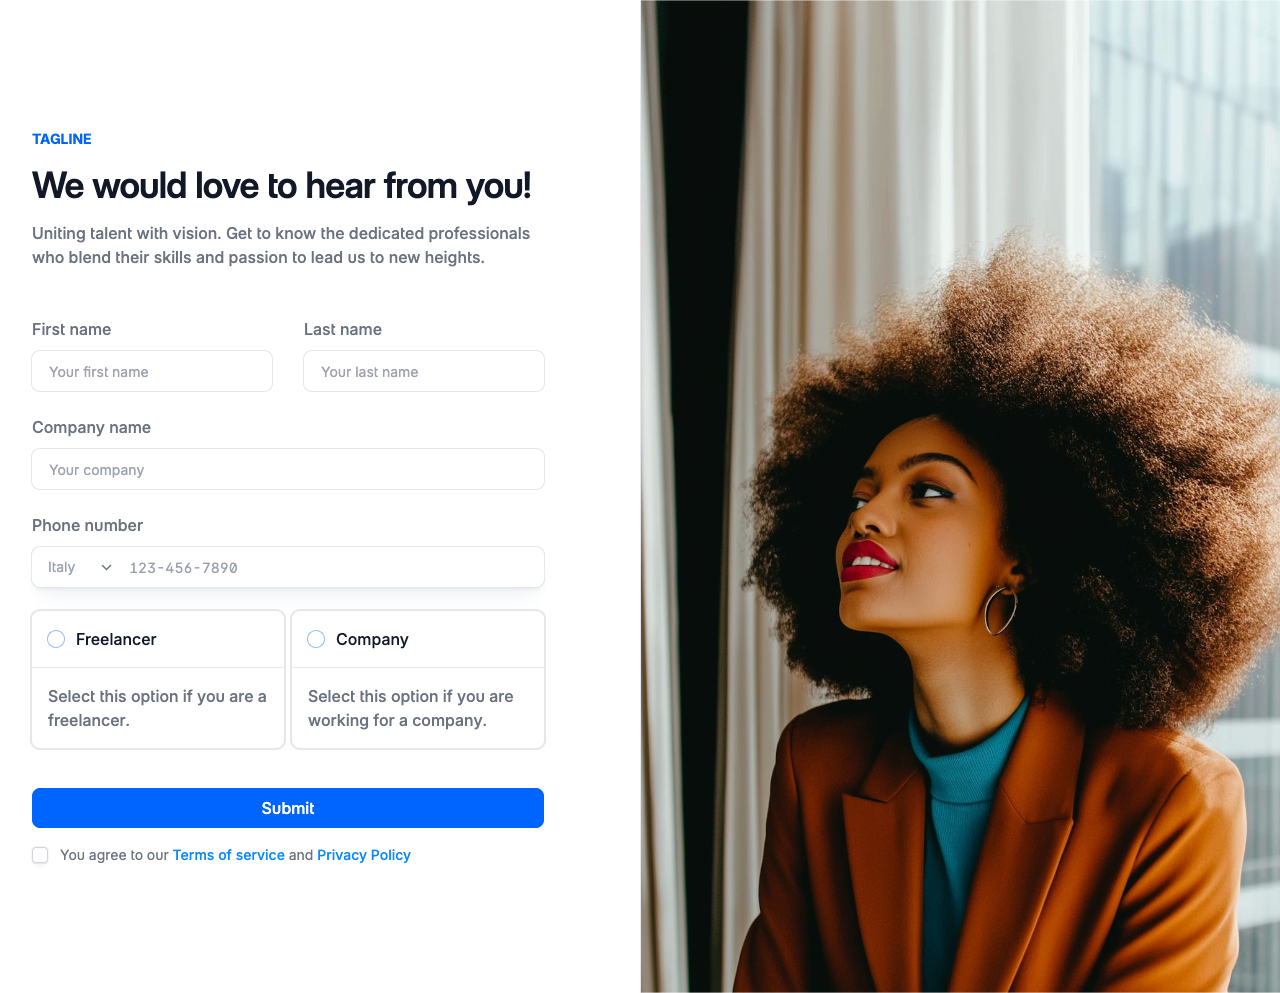 TAGLINE
We would love to hear from you!
Uniting talent with vision. Get to know the dedicated professionals
who blend their skills and passion to lead us to new heights.
First name
Last name
Your first name
Your last name
Company name
Your company
Phone number
Italy
123-456-7890
Freelancer
Company
Select this option if you are a
freelancer.
Select this option if you are
working for a company.
Submit
You agree to our Terms of service and Privacy Policy